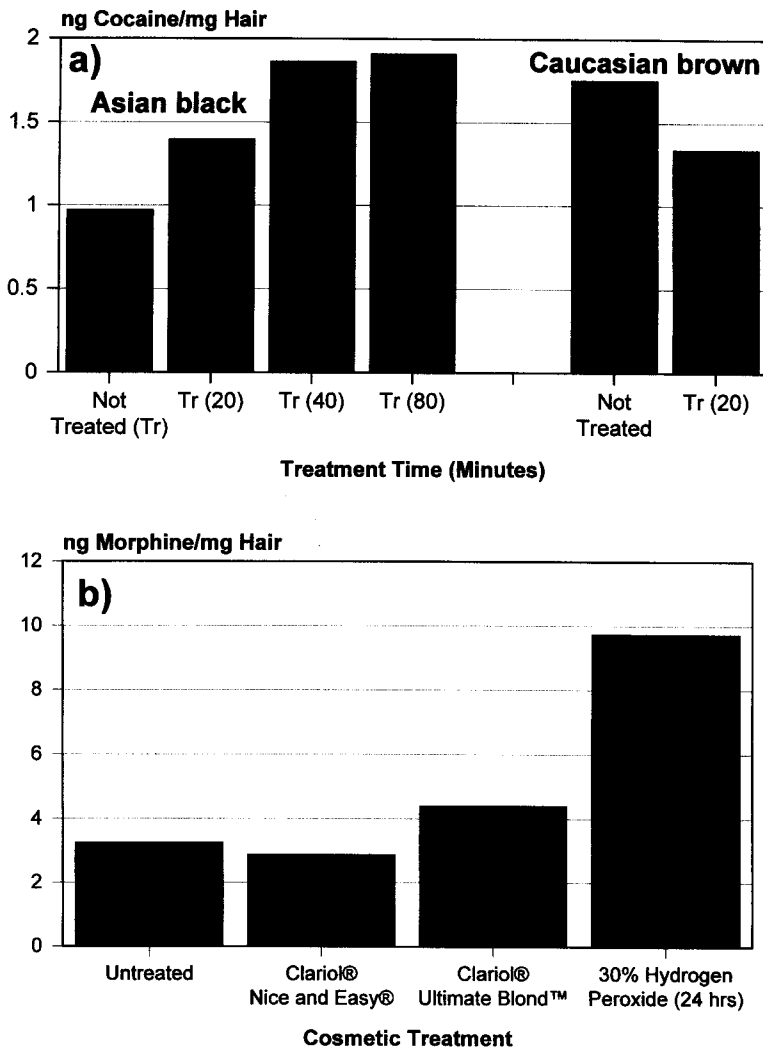 ng Cocaine/mg Hair
2
a)
Caucasian brown
Asian black
1.5
1
0.5
0
Not Treated (Tr)
Tr (20)
Tr (40)
Tr (80)
Not Treated
Tr (20)
Treatment Time (Minutes)
ng Morphine/mg Hair
12
b)
10
8
6
4
2
0
Untreated
Clariol®
Nice and Easy®
Clariol®
Ultimate Blond™
30% Hydrogen
Peroxide (24 hrs)
Cosmetic Treatment